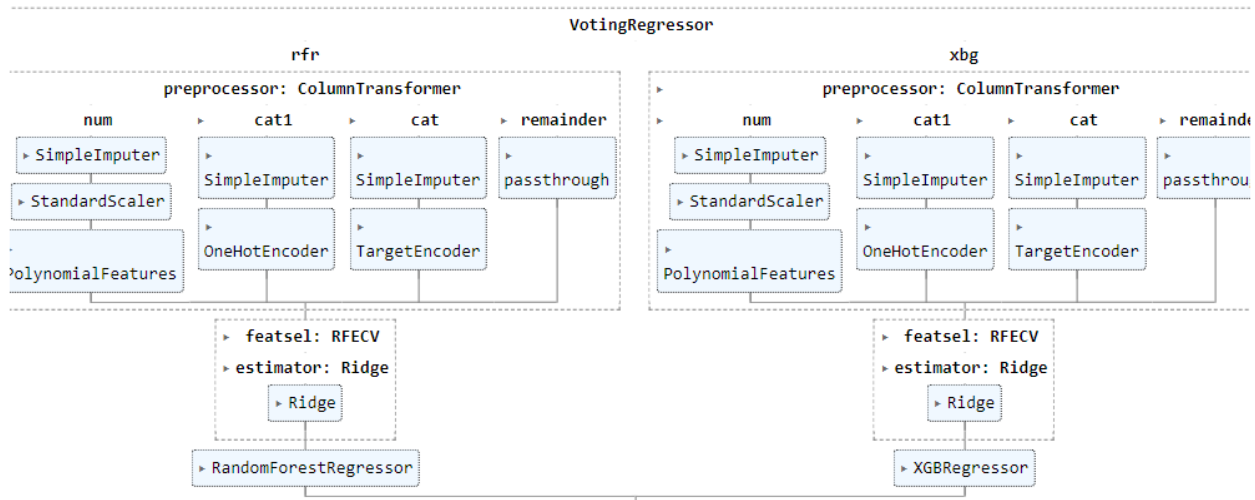 VotingRegressor
rfr
preprocessor: ColumnTransformer
num
cat1
cat
remainder
SimpleImputer
StandardScaler
PolynomialFeatures
SimpleImputer
OneHotEncoder
SimpleImputer
TargetEncoder
passthrough
featsel: RFECV
estimator: Ridge
Ridge
RandomForestRegressor
xbg
preprocessor: ColumnTransformer
num
cat1
cat
remainde
SimpleImputer
StandardScaler
PolynomialFeatures
SimpleImputer
OneHotEncoder
SimpleImputer
TargetEncoder
passthroug
featsel: RFECV
estimator: Ridge
Ridge
XGBRegressor